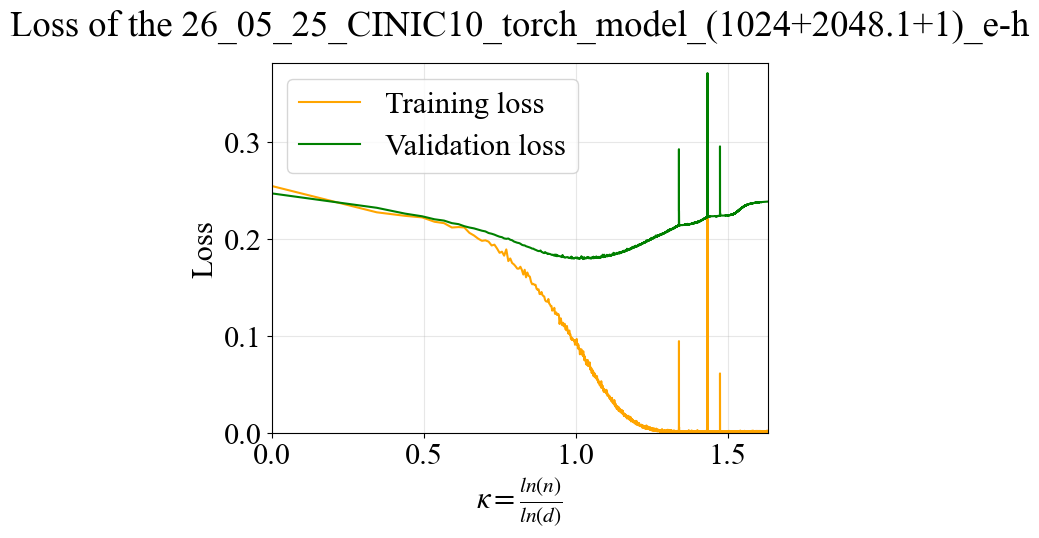 Loss of the 26_05_25_CINIC10_torch_model_(1024+2048.1+1)_e-h
Training loss
Validation loss
Loss
0.3
0.2
0.1
0.0
0.0 0.5 1.0 1.5
κ = ln(n)/ln(d)